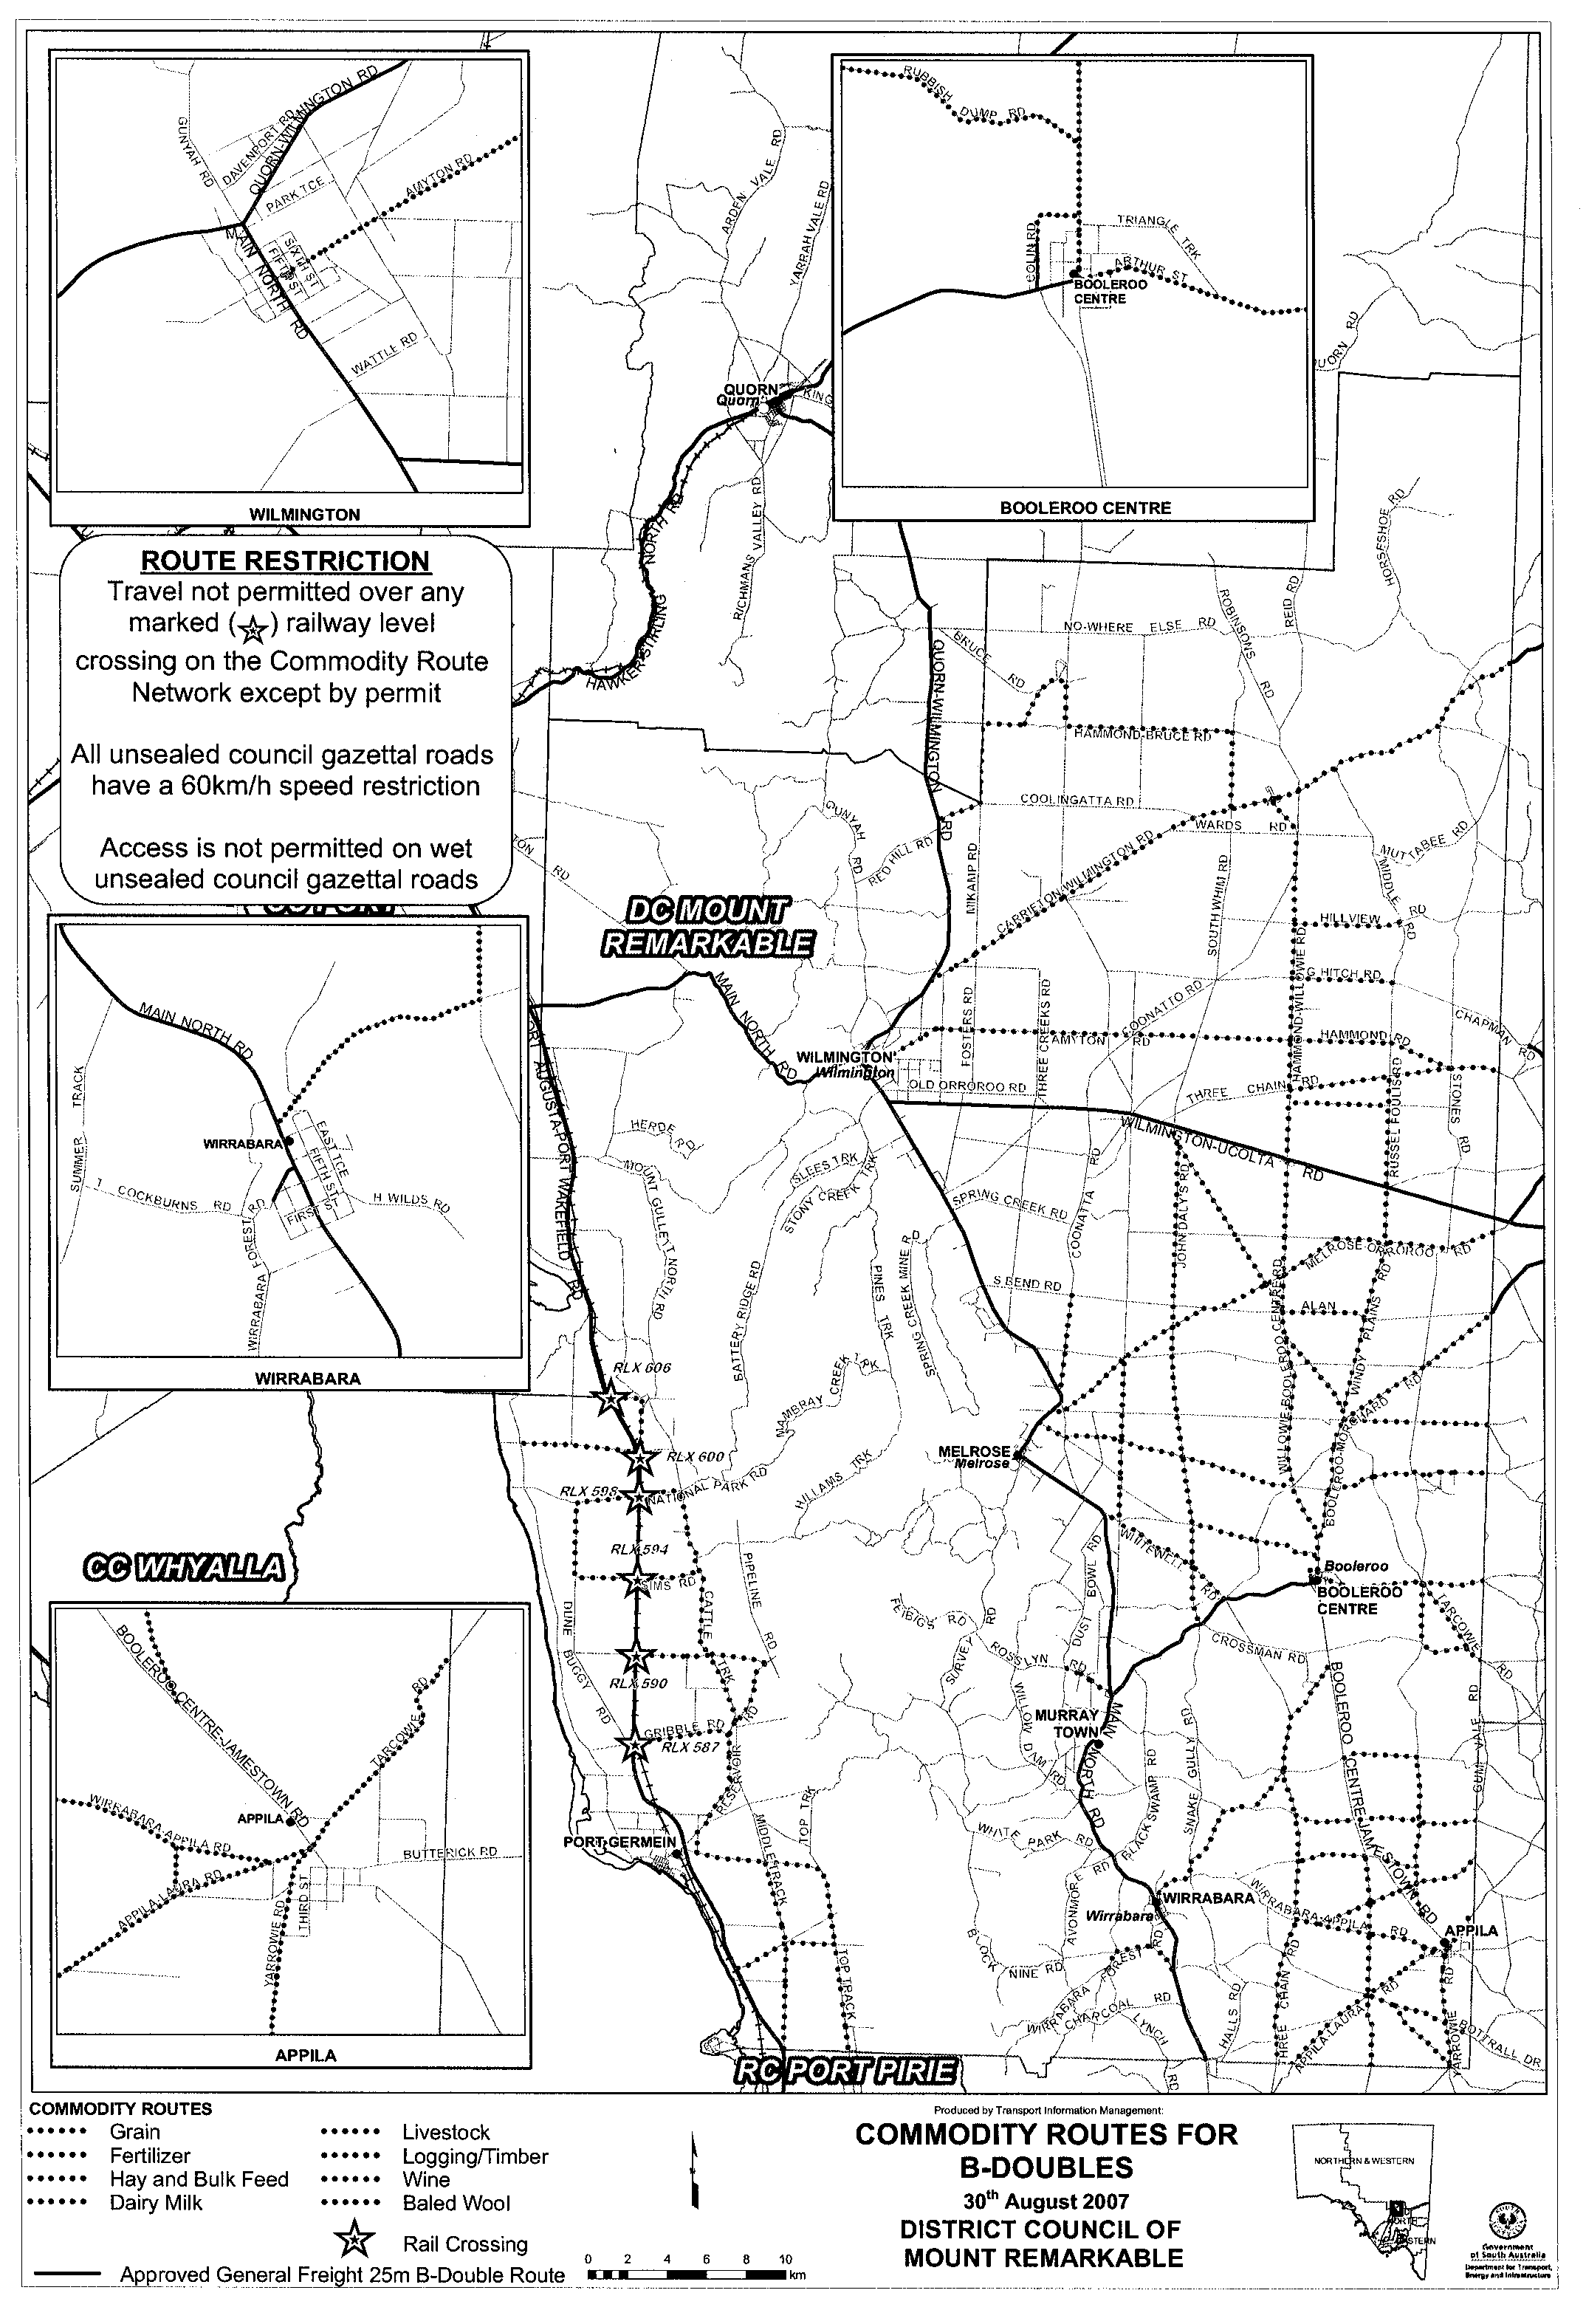 GUNYAH RD
DAVENPORT RD
QUORN-WILMINGTON RD
PARK TCE
AMYTON RD
MAIN NORTH RD
SIXTH ST
FIFTH ST
WATTLE RD
WILMINGTON
RUBBISH DUMP RD
COLIN RD
TRIANGLE TRK
ARTHUR ST
BOOLEROO
CENTRE
BOOLEROO CENTRE
ARDEN VALE RD
YARRAH VALE RD
QUORN
Quorn
KING
ROUTE RESTRICTION
Travel not permitted over any
marked (☆) railway level
crossing on the Commodity Route
Network except by permit
All unsealed council gazettal roads
have a 60km/h speed restriction
Access is not permitted on wet
unsealed council gazettal roads
HAWKER-STIRLING NORTH RD
RICHMANS VALLEY RD
HORSESHOE RD
NO-WHERE ELSE RD
ROBINSONS RD
REID RD
BRUCE RD
QUORN-WILMINGTON RD
HAMMOND-BRUCE RD
COOLINGATTA RD
GUNYAH RD
RED HILL RD
MIKAMP RD
CARRIETON-WILMINGTON RD
WARDS RD
SOUTH WHIM RD
MUTTABEE RD
MIDDLE RD
HILLVIEW RD
G HITCH RD
HAMMOND-WILLOWIE RD
DC MOUNT
REMARKABLE
MAIN NORTH RD
WILMINGTON
Wilmington
FOSTERS RD
THREE CREEKS RD
COONATTO RD
AMYTON RD
HAMMOND RD
CHAPMAN RD
OLD ORROROO RD
THREE CHAIN RD
RUSSEL FOULIS RD
STONES RD
WILMINGTON-UCOLTA RD
MAIN NORTH RD
SUMMER TRACK
WIRRABARA
EAST TCE
FIFTH ST
FIRST ST
J COCKBURNS RD
H WILDS RD
WIRRABARA FOREST RD
WIRRABARA
PORT AUGUSTA-PORT WAKEFIELD RD
HERDE RD
MOUNT GULLET NORTH RD
SLEES TRK
STONY CREEK TRK
BATTERY RIDGE RD
PINES TRK
SPRING CREEK MINE RD
SPRING CREEK RD
COONATTA RD
JOHN DALY'S RD
S BEND RD
MELROSE-ORROROO RD
ALAN
WINDY PLAINS RD
WILLOWIE-BOOLEROO CENTRE RD
BOOLEROO-MORCHARD RD
MAMBRAY CREEK TRK
RLX 606
RLX 600
RLX 598
NATIONAL PARK RD
HILLAMS TRK
MELROSE
Melrose
RLX 594
SIMS RD
CC WHYALLA
DUNE BUGGY RD
CATTLE TRK
PIPELINE RD
RLX 590
GRIBBLE RD
RLX 587
RESERVOIR RD
WHITEWELL RD
DUST BOWL RD
Booleroo
BOOLEROO
CENTRE
TARCOWIE RD
FEIBIGS RD
SURVEY RD
ROSSLYN RD
CROSSMAN RD
WILLOW DAM RD
MURRAY
TOWN
MAIN NORTH RD
BLACK SWAMP RD
SNAKE GULLY RD
BOOLEROO CENTRE-JAMESTOWN RD
GUM VALE RD
PORT GERMEIN
MIDDLE TRACK
TOP TRK
TOP TRACK
WHITE PARK RD
AVONMORE RD
WIRRABARA
Wirrabara
WIRRABARA-APPILA RD
APPILA
BLOCK NINE RD
WIRRABARA FOREST RD
CHARCOAL RD
LYNCH RD
HALLS RD
THREE CHAIN RD
APPILA-LAURA RD
YARROWIE RD
BOTTRALL DR
RC PORT PIRIE
BOOLEROO CENTRE-JAMESTOWN RD
TARCOWIE RD
WIRRABARA-APPILA RD
APPILA
BUTTERICK RD
APPILA-LAURA RD
YARROWIE RD
THIRD ST
APPILA
COMMODITY ROUTES
Grain
Fertilizer
Hay and Bulk Feed
Dairy Milk
Livestock
Logging/Timber
Wine
Baled Wool
Rail Crossing
Approved General Freight 25m B-Double Route
0 2 4 6 8 10
km
Produced by Transport Information Management:
COMMODITY ROUTES FOR
B-DOUBLES
30th August 2007
DISTRICT COUNCIL OF
MOUNT REMARKABLE
NORTHERN & WESTERN
Government
of South Australia
Department for Transport,
Energy and Infrastructure